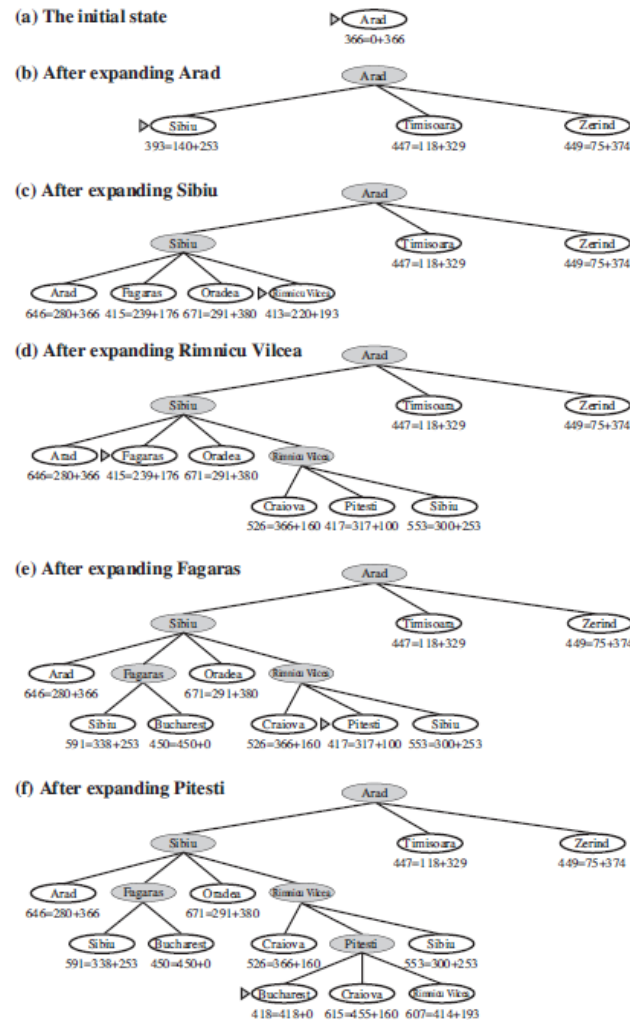 (a) The initial state
Arad
366=0+366
(b) After expanding Arad
Arad
Sibiu Timisoara Zerind
393=140+253 447=118+329 449=75+374
(c) After expanding Sibiu
Arad
Sibiu Timisoara Zerind
447=118+329 449=75+374
Arad Fagaras Oradea Rimnicu Vilcea
646=280+366 415=239+176 671=291+380 413=220+193
(d) After expanding Rimnicu Vilcea
Arad
Sibiu Timisoara Zerind
447=118+329 449=75+374
Arad Fagaras Oradea Rimnicu Vilcea
646=280+366 415=239+176 671=291+380
Craiova Pitesti Sibiu
526=366+160 417=317+100 553=300+253
(e) After expanding Fagaras
Arad
Sibiu Timisoara Zerind
447=118+329 449=75+374
Arad Fagaras Oradea Rimnicu Vilcea
646=280+366 671=291+380
Sibiu Bucharest Craiova Pitesti Sibiu
591=338+253 450=450+0 526=366+160 417=317+100 553=300+253
(f) After expanding Pitesti
Arad
Sibiu Timisoara Zerind
447=118+329 449=75+374
Arad Fagaras Oradea Rimnicu Vilcea
646=280+366 671=291+380
Sibiu Bucharest Craiova Pitesti Sibiu
591=338+253 450=450+0 526=366+160 553=300+253
Bucharest Craiova Rimnicu Vilcea
418=418+0 615=455+160 607=414+193